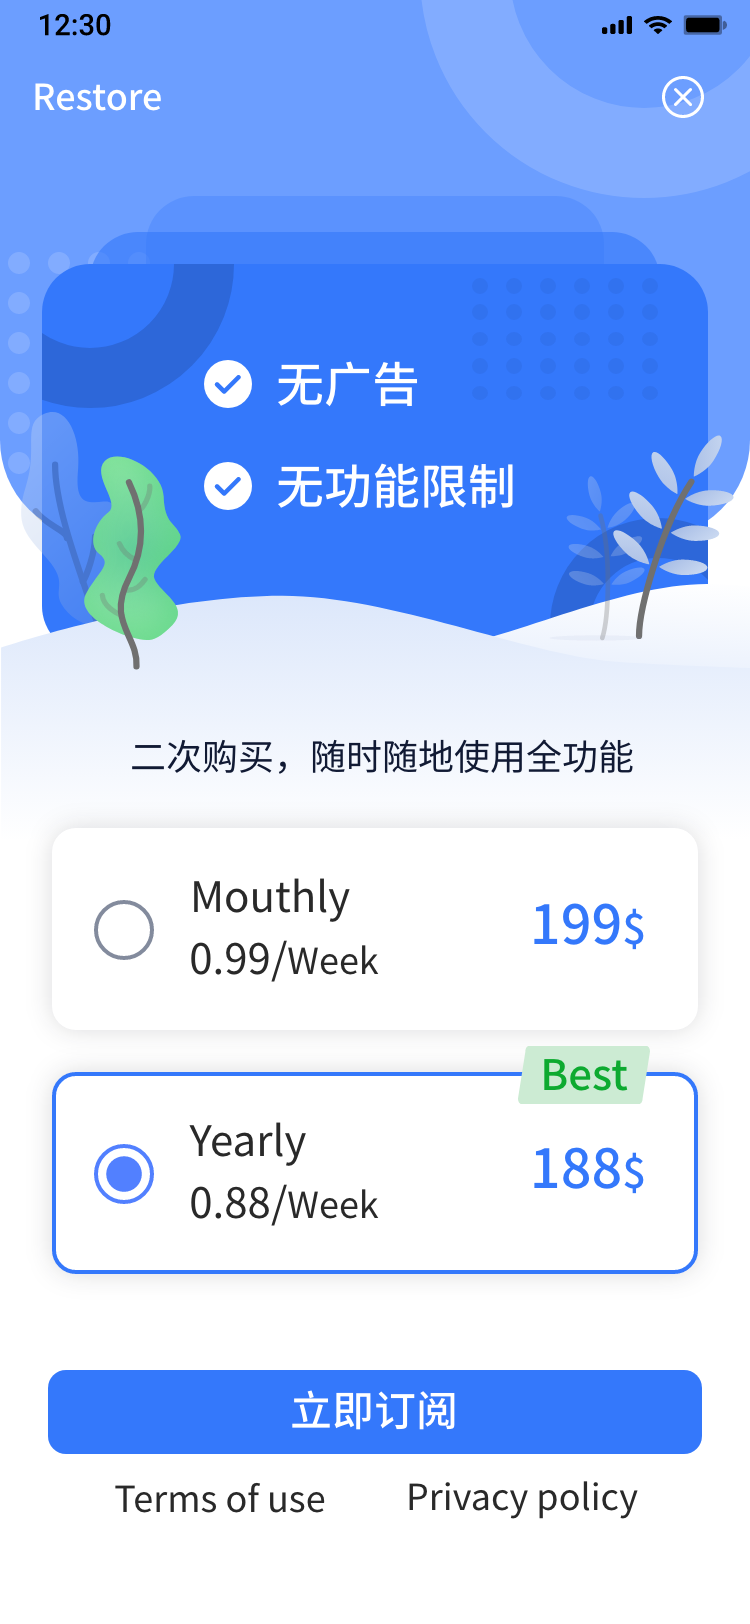 12:30
Restore
无广告
无功能限制
二次购买，随时随地使用全功能
Mouthly
0.99/Week
199$
Best
Yearly
0.88/Week
188$
立即订阅
Terms of use
Privacy policy